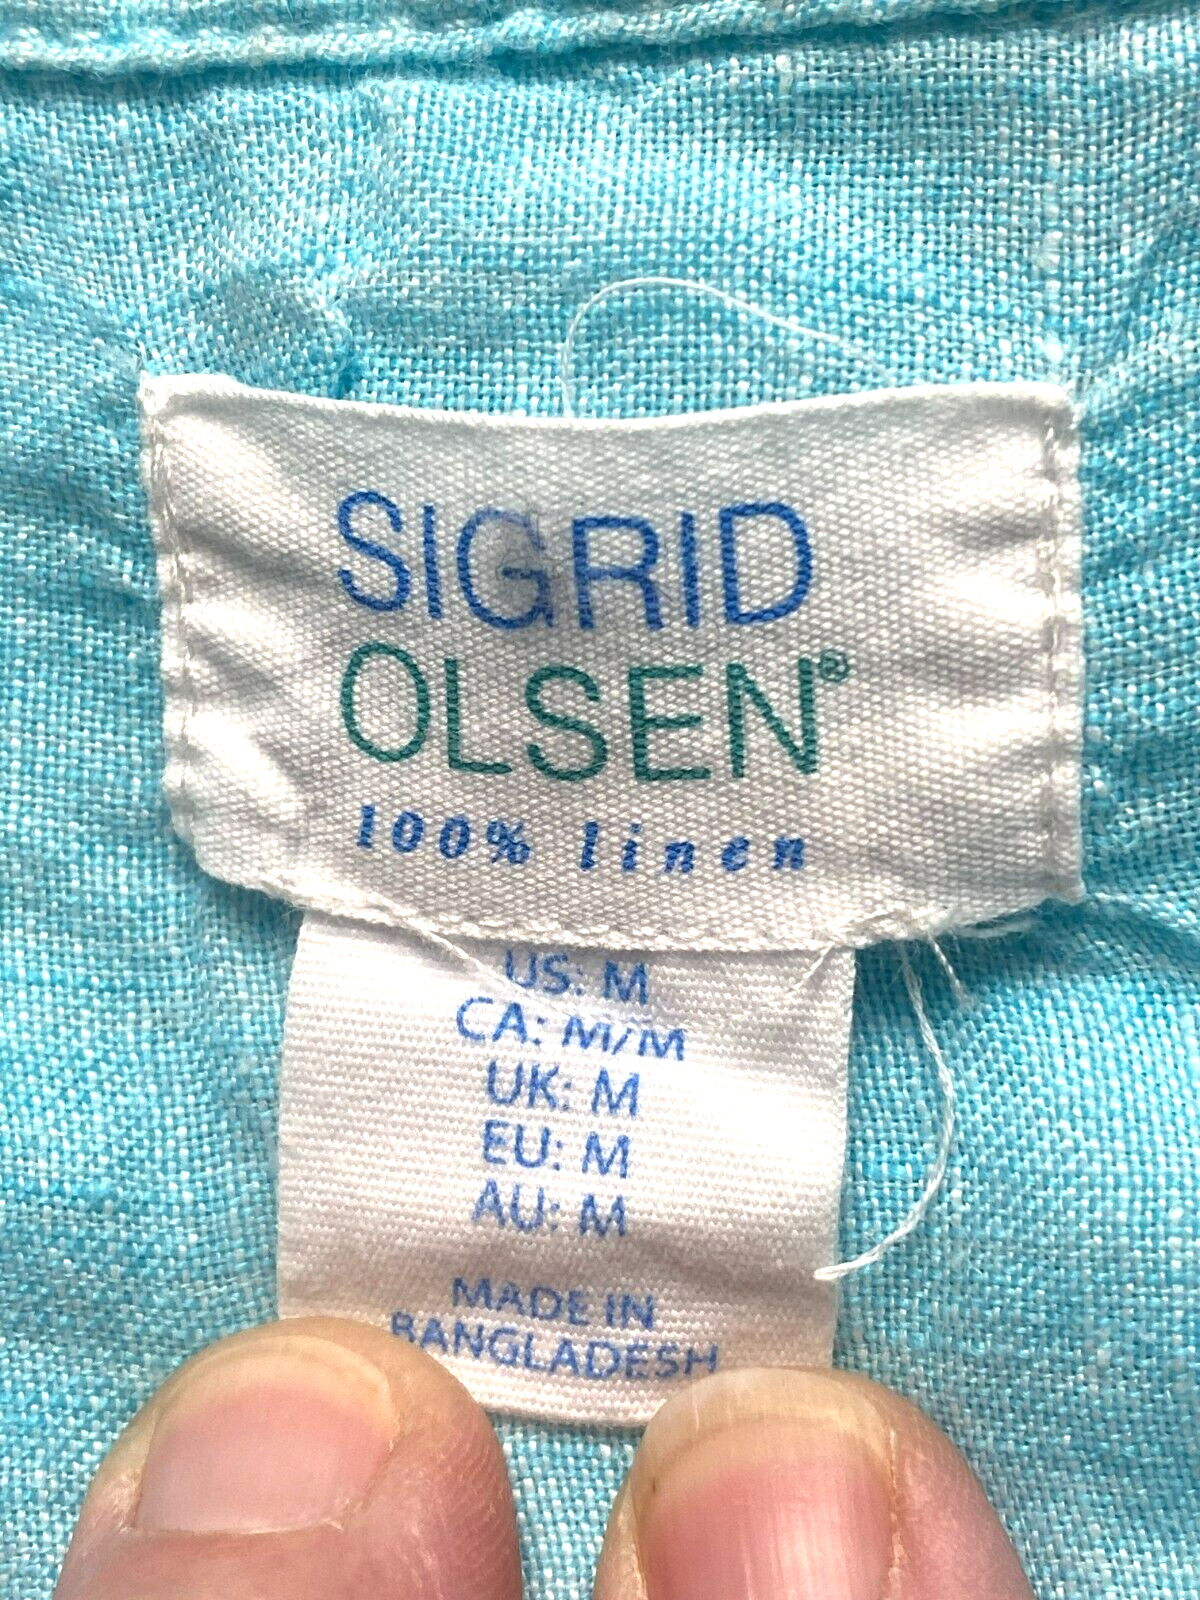 SIGRID
OLSEN®
100% linen
US: M
CA: M/M
UK: M
EU: M
AU: M
MADE IN
BANGLADESH